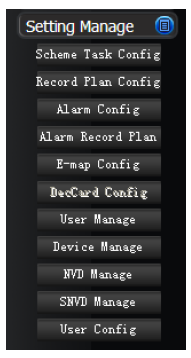 Setting Manage
Scheme Task Config
Record Plan Config
Alarm Config
Alarm Record Plan
E-map Config
DecCard Config
User Manage
Device Manage
NVD Manage
SNVD Manage
User Config